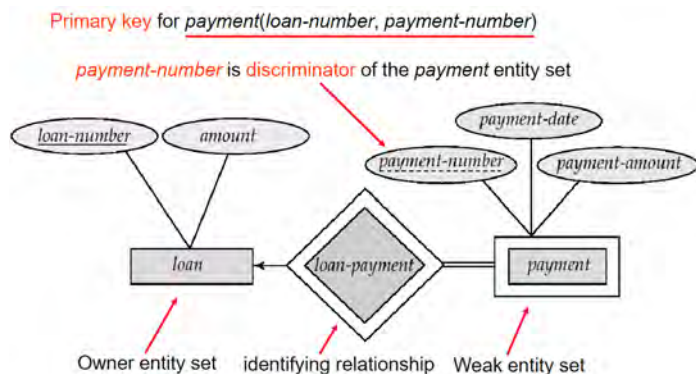 Primary key for payment(loan-number, payment-number)
payment-number is discriminator of the payment entity set
payment-date
loan-number amount
payment-number payment-amount
loan loan-payment payment
Owner entity set identifying relationship Weak entity set